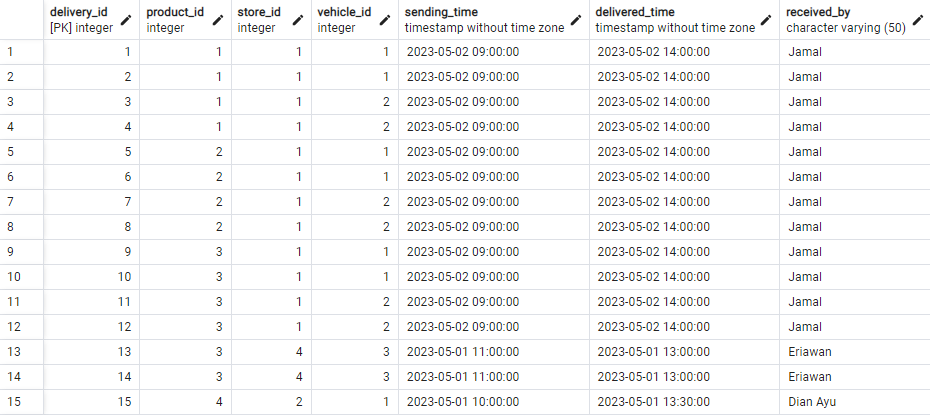 delivery_id product_id store_id vehicle_id sending_time delivered_time received_by
[PK] integer integer integer integer timestamp without time zone timestamp without time zone character varying (50)
1 1 1 1 1 2023-05-02 09:00:00 2023-05-02 14:00:00 Jamal
2 2 1 1 1 2023-05-02 09:00:00 2023-05-02 14:00:00 Jamal
3 3 1 1 2 2023-05-02 09:00:00 2023-05-02 14:00:00 Jamal
4 4 1 1 2 2023-05-02 09:00:00 2023-05-02 14:00:00 Jamal
5 5 2 1 1 2023-05-02 09:00:00 2023-05-02 14:00:00 Jamal
6 6 2 1 1 2023-05-02 09:00:00 2023-05-02 14:00:00 Jamal
7 7 2 1 2 2023-05-02 09:00:00 2023-05-02 14:00:00 Jamal
8 8 2 1 2 2023-05-02 09:00:00 2023-05-02 14:00:00 Jamal
9 9 3 1 1 2023-05-02 09:00:00 2023-05-02 14:00:00 Jamal
10 10 3 1 1 2023-05-02 09:00:00 2023-05-02 14:00:00 Jamal
11 11 3 1 2 2023-05-02 09:00:00 2023-05-02 14:00:00 Jamal
12 12 3 1 2 2023-05-02 09:00:00 2023-05-02 14:00:00 Jamal
13 13 3 4 3 2023-05-01 11:00:00 2023-05-01 13:00:00 Eriawan
14 14 3 4 3 2023-05-01 11:00:00 2023-05-01 13:00:00 Eriawan
15 15 4 2 1 2023-05-01 10:00:00 2023-05-01 13:30:00 Dian Ayu